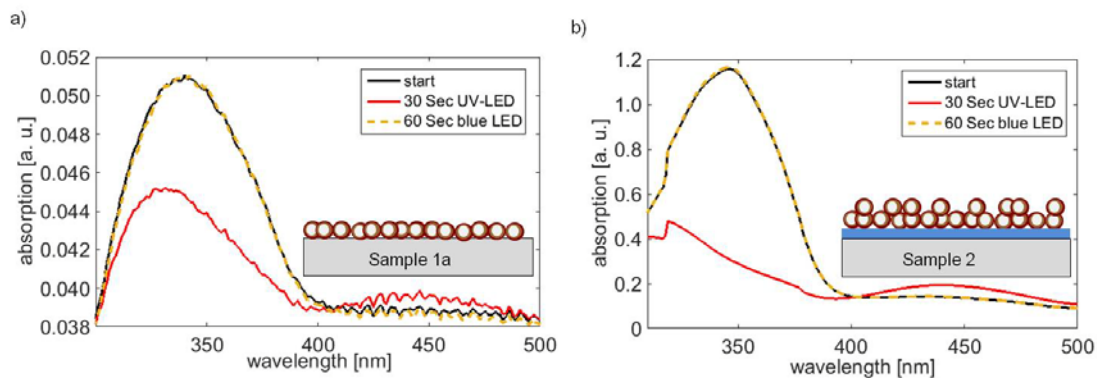 a)
absorption [a. u.]
0.052
0.050
0.048
0.046
0.044
0.042
0.040
0.038
start
30 Sec UV-LED
60 Sec blue LED
Sample 1a
350
400
450
500
wavelength [nm]
b)
absorption [a. u.]
1.2
1.0
0.8
0.6
0.4
0.2
0
start
30 Sec UV-LED
60 Sec blue LED
Sample 2
350
400
450
500
wavelength [nm]